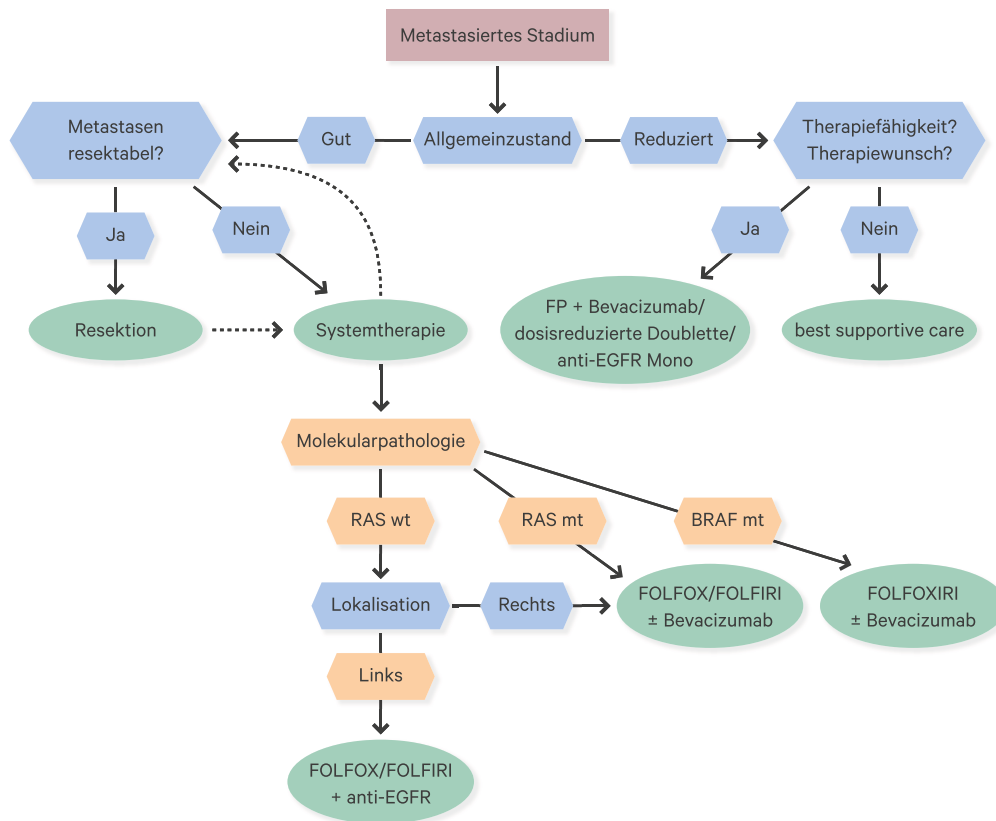 Metastasiertes Stadium
Metastasen
resektabel?
Gut
Allgemeinzustand
Reduziert
Therapiefähigkeit?
Therapiewunsch?
Ja
Nein
Ja
Nein
Resektion
Systemtherapie
FP + Bevacizumab/
dosisreduzierte Doublette/
anti-EGFR Mono
best supportive care
Molekularpathologie
RAS wt
RAS mt
BRAF mt
Lokalisation
Rechts
FOLFOX/FOLFIRI
± Bevacizumab
FOLFOXIRI
± Bevacizumab
Links
FOLFOX/FOLFIRI
+ anti-EGFR